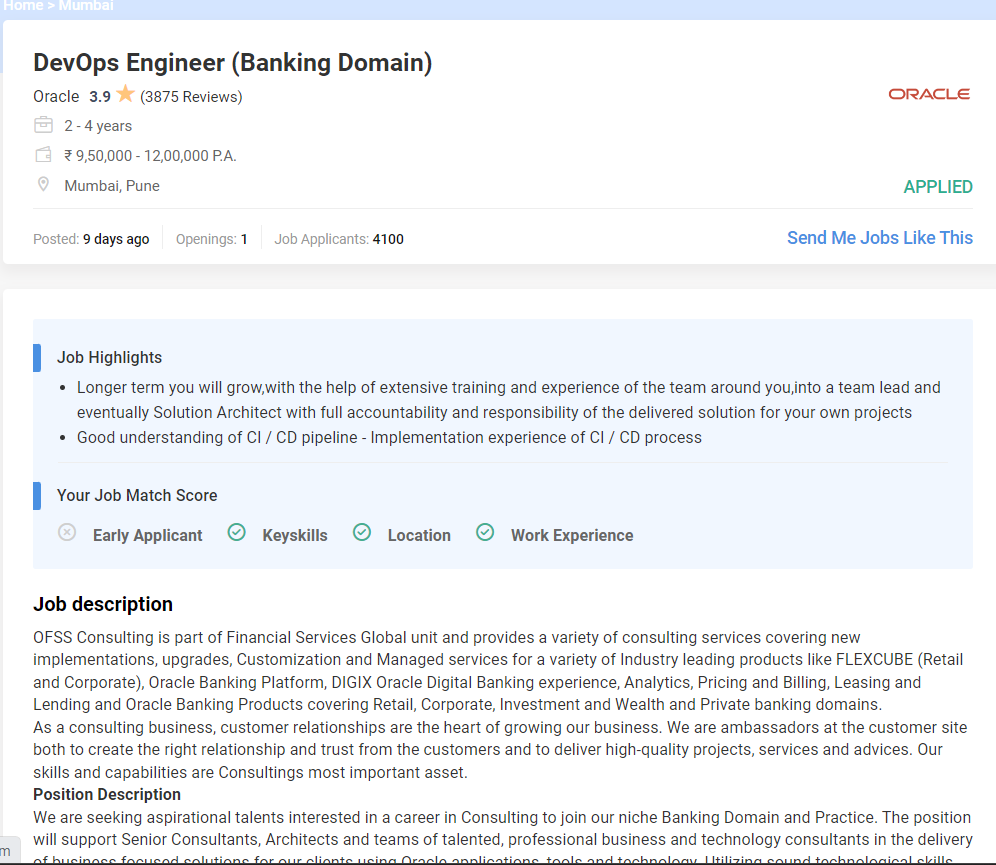 Home > Mumbai
DevOps Engineer (Banking Domain)
Oracle 3.9 (3875 Reviews)
ORACLE
2 - 4 years
₹ 9,50,000 - 12,00,000 P.A.
Mumbai, Pune
APPLIED
Posted: 9 days ago Openings: 1 Job Applicants: 4100
Send Me Jobs Like This
Job Highlights
• Longer term you will grow,with the help of extensive training and experience of the team around you,into a team lead and
eventually Solution Architect with full accountability and responsibility of the delivered solution for your own projects
• Good understanding of CI / CD pipeline - Implementation experience of CI / CD process
Your Job Match Score
Early Applicant Keyskills Location Work Experience
Job description
OFSS Consulting is part of Financial Services Global unit and provides a variety of consulting services covering new
implementations, upgrades, Customization and Managed services for a variety of Industry leading products like FLEXCUBE (Retail
and Corporate), Oracle Banking Platform, DIGIX Oracle Digital Banking experience, Analytics, Pricing and Billing, Leasing and
Lending and Oracle Banking Products covering Retail, Corporate, Investment and Wealth and Private banking domains.
As a consulting business, customer relationships are the heart of growing our business. We are ambassadors at the customer site
both to create the right relationship and trust from the customers and to deliver high-quality projects, services and advices. Our
skills and capabilities are Consultings most important asset.
Position Description
We are seeking aspirational talents interested in a career in Consulting to join our niche Banking Domain and Practice. The position
will support Senior Consultants, Architects and teams of talented, professional business and technology consultants in the delivery
of business focused solutions for our clients using Oracle applications, tools and technology. Utilizing sound technological skills
m